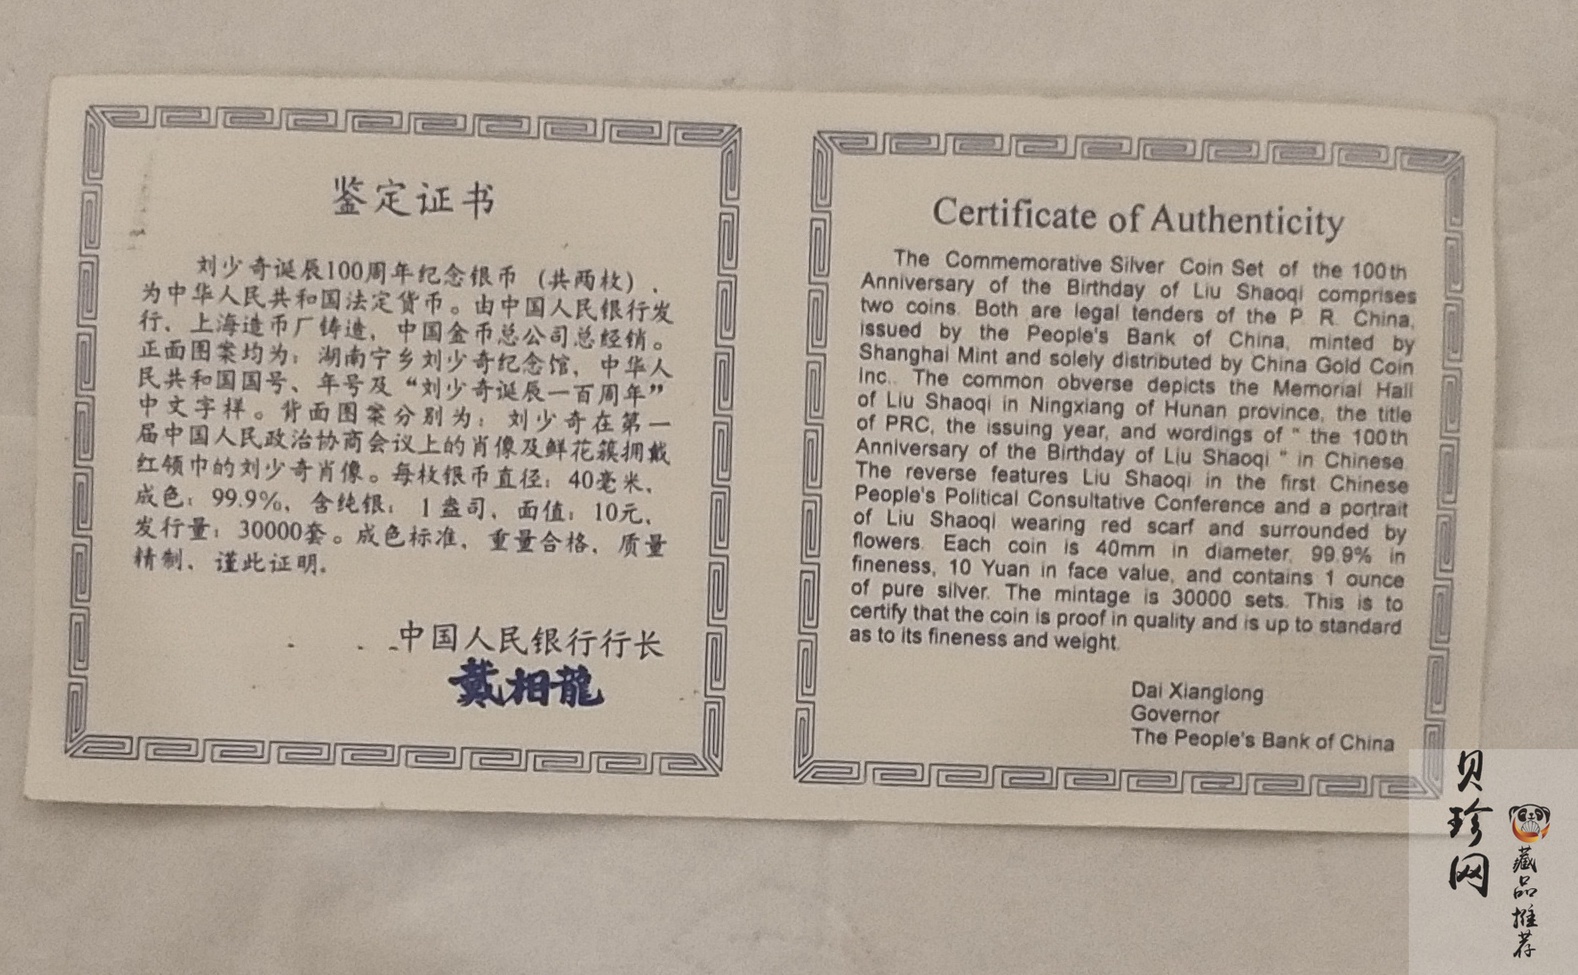 鉴定证书
刘少奇诞辰100周年纪念银币（共两枚）.
为中华人民共和国法定货币。由中国人民银行发
行、上海造币厂铸造，中国金币总公司总经销。
正面图案均为：湖南宁乡刘少奇纪念馆，中华人
民共和国国号、年号及“刘少奇诞辰一百周年”
中文字样。背面图案分别为：刘少奇在第一
届中国人民政治协商会议上的肖像及鲜花簇拥戴
红领巾的刘少奇肖像。每枚银币直径：40毫米、
成色：99.9%、含纯银：1盎司、面值：10元、
发行量：30000套。成色标准、重量合格、质量
精制、谨此证明。
中国人民银行行长
戴相龍
Certificate of Authenticity
The Commemorative Silver Coin Set of the 100th
Anniversary of the Birthday of Liu Shaoqi comprises
two coins. Both are legal tenders of the P. R. China,
issued by the People's Bank of China, minted by
Shanghai Mint and solely distributed by China Gold Coin
Inc.. The common obverse depicts the Memorial Hall
of Liu Shaoqi in Ningxiang of Hunan province, the title
of PRC, the issuing year, and wordings of " the 100th
Anniversary of the Birthday of Liu Shaoqi " in Chinese.
The reverse features Liu Shaoqi in the first Chinese
People's Political Consultative Conference and a portrait
of Liu Shaoqi wearing red scarf and surrounded by
flowers. Each coin is 40mm in diameter, 99.9% in
fineness, 10 Yuan in face value, and contains 1 ounce
of pure silver. The mintage is 30000 sets. This is to
certify that the coin is proof in quality and is up to standard
as to its fineness and weight.
Dai Xianglong
Governor
The People's Bank of China
贝珍网
藏品推荐